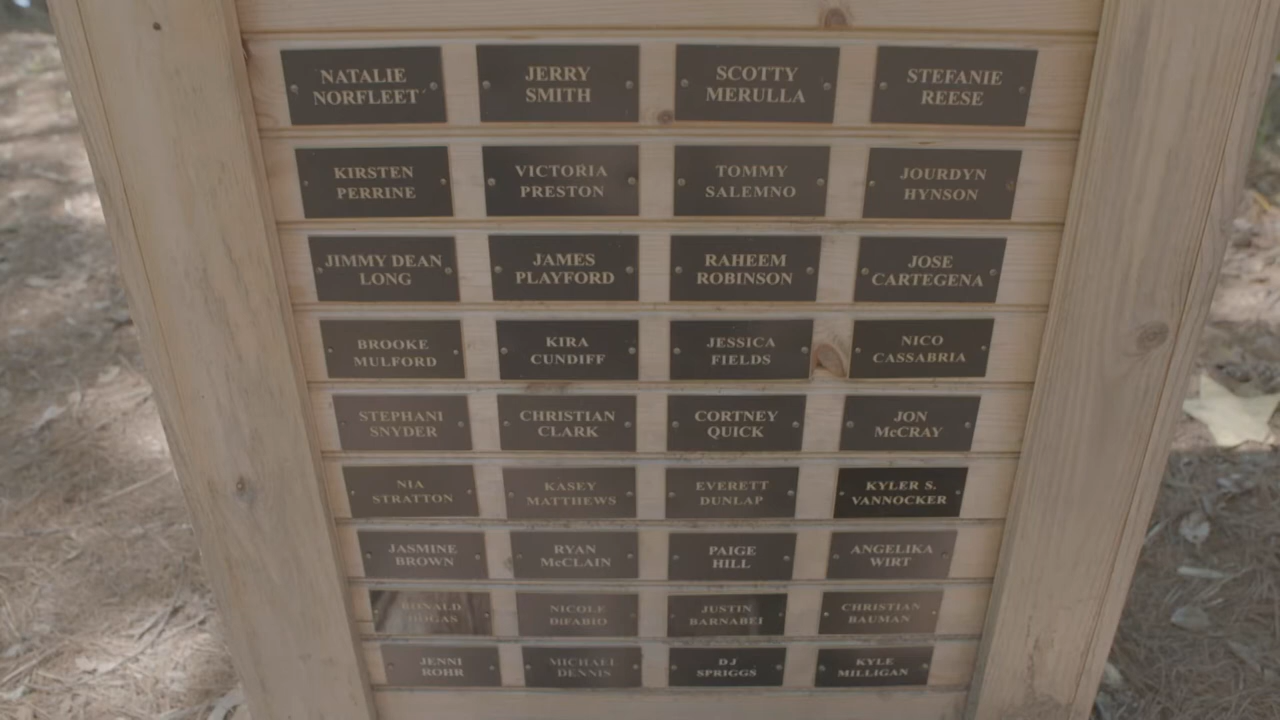 NATALIE
NORFLEET
JERRY
SMITH
SCOTTY
MERULLA
STEFANIE
REESE
KIRSTEN
PERRINE
VICTORIA
PRESTON
TOMMY
SALEMNO
JOURDYN
HYNSON
JIMMY DEAN
LONG
JAMES
PLAYFORD
RAHEEM
ROBINSON
JOSE
CARTEGENA
BROOKE
MULFORD
KIRA
CUNDIFF
JESSICA
FIELDS
NICO
CASSABRIA
STEPHANI
SNYDER
CHRISTIAN
CLARK
CORTNEY
QUICK
JON
McCRAY
NIA
STRATTON
KASEY
MATTHEWS
EVERETT
DUNLAP
KYLER S.
VANNOCKER
JASMINE
BROWN
RYAN
McCLAIN
PAIGE
HILL
ANGELIKA
WIRT
RONALD
NICOLE
DiFABIO
JUSTIN
BARNABEI
CHRISTIAN
BAUMAN
JENNI
ROHR
MICHAEL
DENNIS
DJ
SPRIGGS
KYLE
MILLIGAN